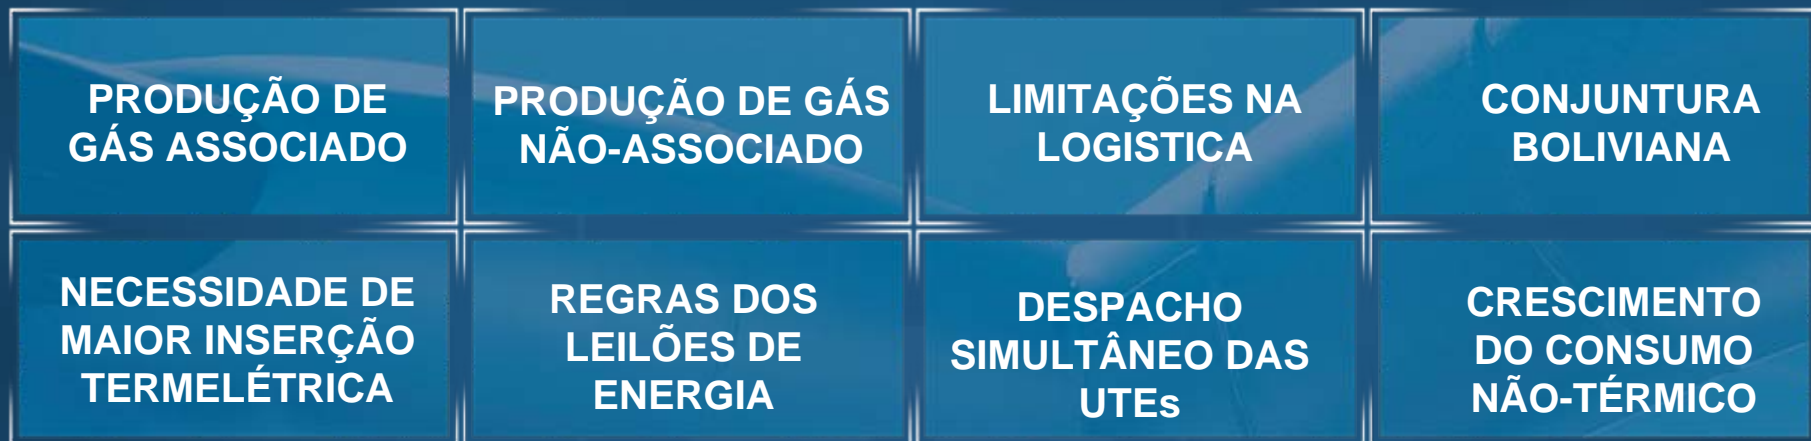 PRODUÇÃO DE
GÁS ASSOCIADO
PRODUÇÃO DE GÁS
NÃO-ASSOCIADO
LIMITAÇÕES NA
LOGISTICA
CONJUNTURA
BOLIVIANA
NECESSIDADE DE
MAIOR INSERÇÃO
TERMELÉTRICA
REGRAS DOS
LEILÕES DE
ENERGIA
DESPACHO
SIMULTÂNEO DAS
UTEs
CRESCIMENTO
DO CONSUMO
NÃO-TÉRMICO